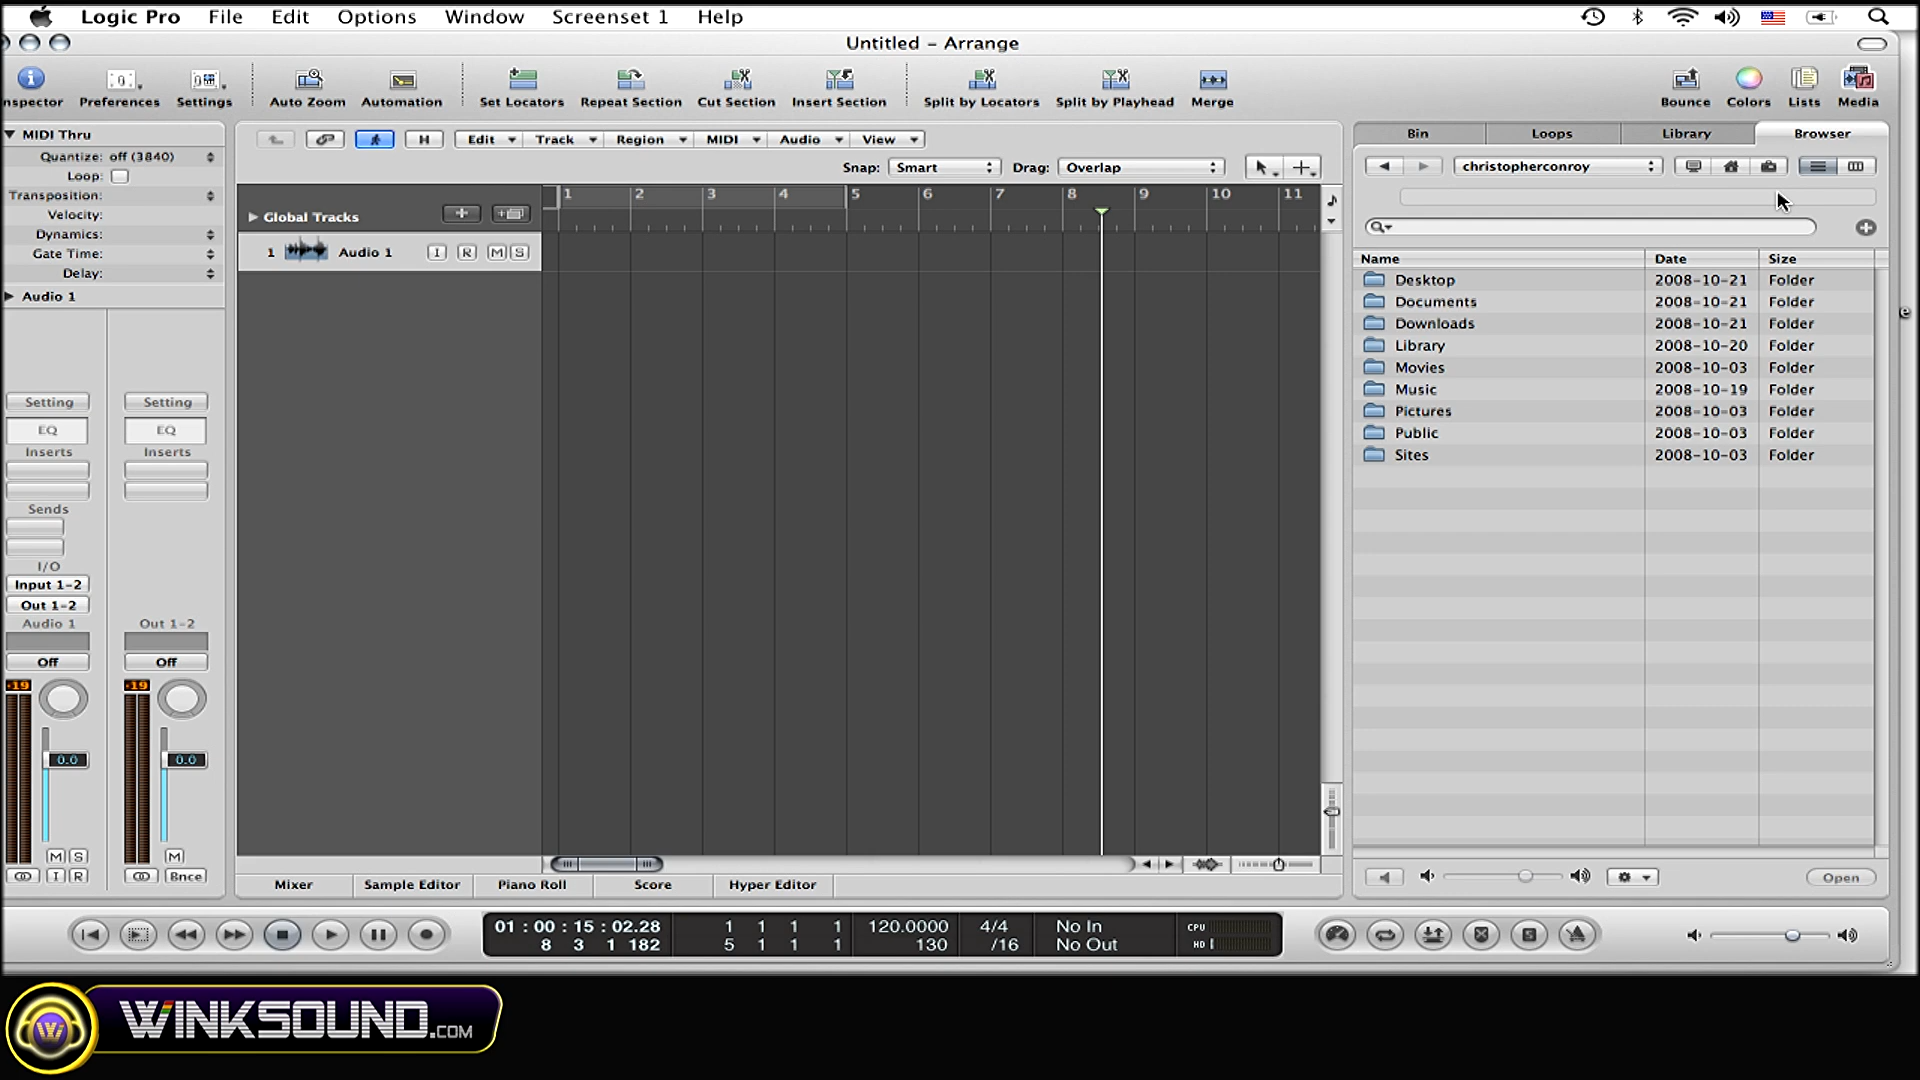 Logic Pro File Edit Options Window Screenset 1 Help
Untitled – Arrange
nspector Preferences Settings Auto Zoom Automation Set Locators Repeat Section Cut Section Insert Section Split by Locators Split by Playhead Merge Bounce Colors Lists Media
MIDI Thru
Quantize: off (3840)
Loop:
Transposition:
Velocity:
Dynamics:
Gate Time:
Delay:
Audio 1
Setting Setting
EQ EQ
Inserts Inserts
Sends
I/O
Input 1-2
Out 1-2
Audio 1 Out 1-2
Off Off
-19 -19
0.0 0.0
M S M
I R Bnce
H Edit Track Region MIDI Audio View
Snap: Smart Drag: Overlap
1 2 3 4 5 6 7 8 9 10 11
Global Tracks
1 Audio 1 I R M S
Bin Loops Library Browser
christopherconroy
Name Date Size
Desktop 2008-10-21 Folder
Documents 2008-10-21 Folder
Downloads 2008-10-21 Folder
Library 2008-10-20 Folder
Movies 2008-10-03 Folder
Music 2008-10-19 Folder
Pictures 2008-10-03 Folder
Public 2008-10-03 Folder
Sites 2008-10-03 Folder
Open
Mixer Sample Editor Piano Roll Score Hyper Editor
01 : 00 : 15 : 02.28 1 1 1 1 120.0000 4/4 No In CPU
8 3 1 182 5 1 1 1 130 /16 No Out HD
W WINKSOUND.COM